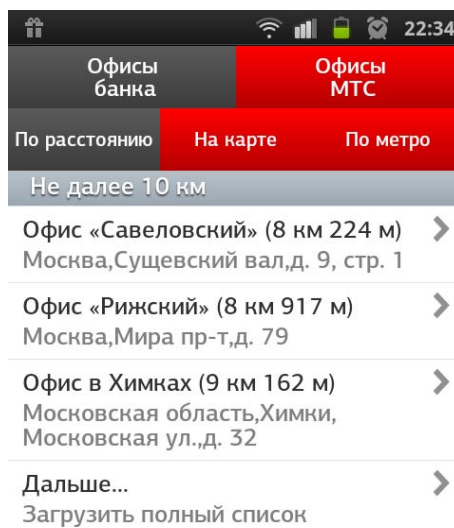 22:34
Офисы
банка
Офисы
МТС
По расстоянию
На карте
По метро
Не далее 10 км
Офис «Савеловский» (8 км 224 м)
Москва,Сущевский вал,д. 9, стр. 1
Офис «Рижский» (8 км 917 м)
Москва,Мира пр-т,д. 79
Офис в Химках (9 км 162 м)
Московская область,Химки,
Московская ул.,д. 32
Дальше...
Загрузить полный список